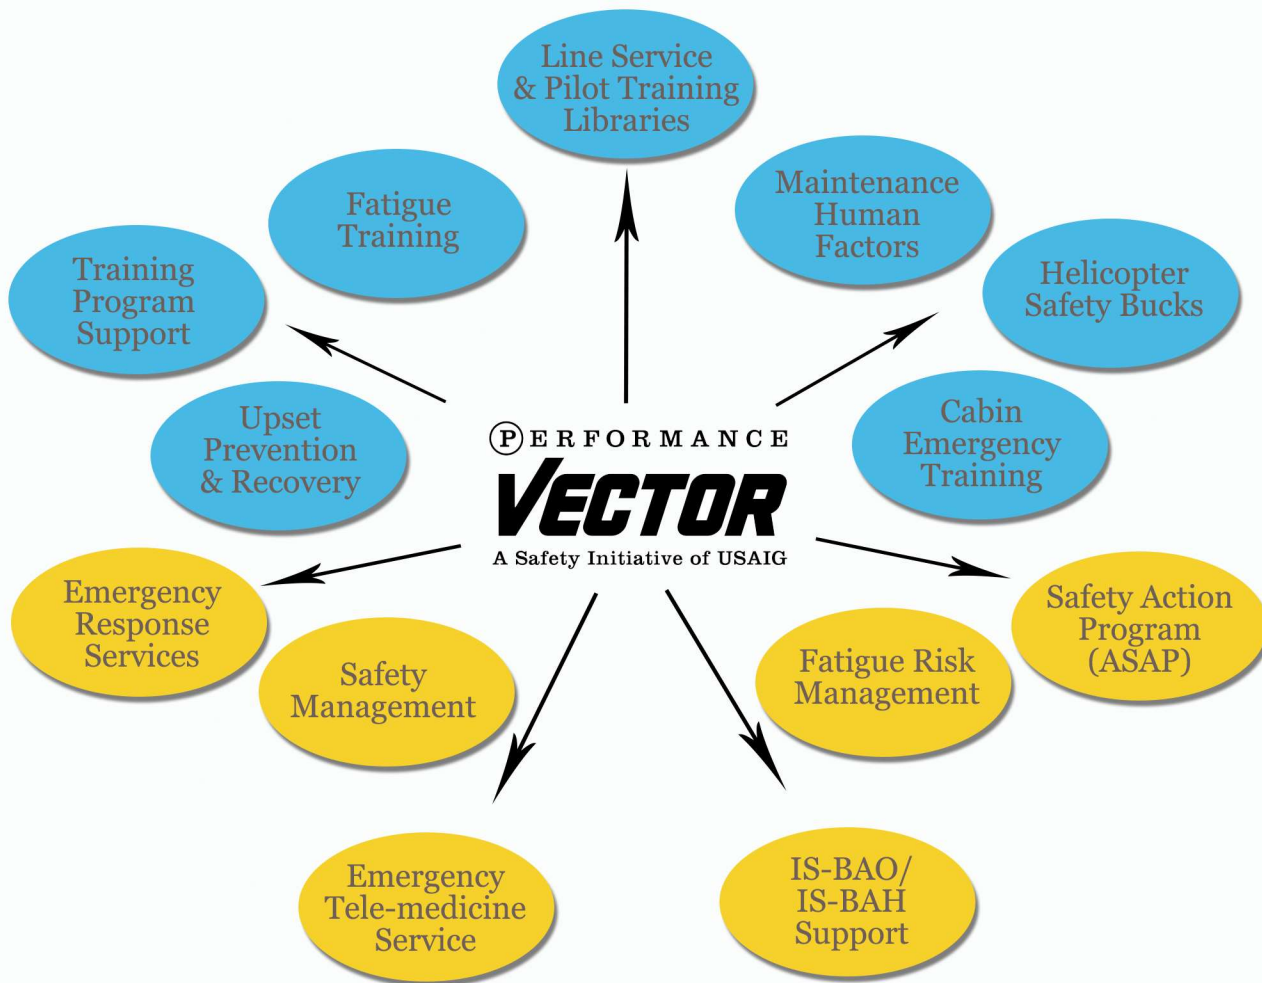 Line Service
& Pilot Training
Libraries
Fatigue
Training
Maintenance
Human
Factors
Training
Program
Support
Helicopter
Safety Bucks
Upset
Prevention
& Recovery
Cabin
Emergency
Training
PERFORMANCE
VECTOR
A Safety Initiative of USAIG
Emergency
Response
Services
Safety
Management
Fatigue Risk
Management
Safety Action
Program
(ASAP)
Emergency
Tele-medicine
Service
IS-BAO/
IS-BAH
Support